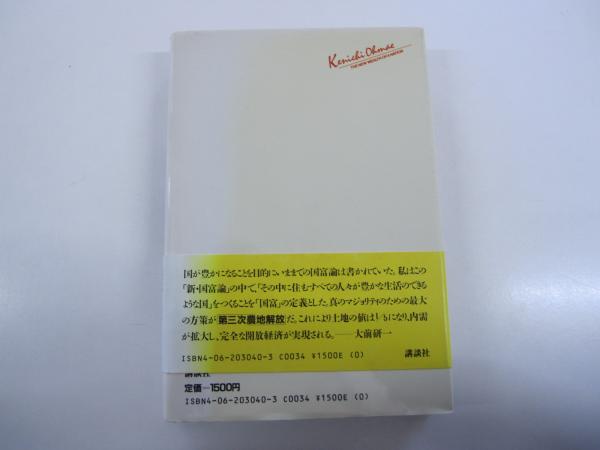 Kenichi Ohmae
THE NEW WEALTH OF A NATION
国が豊かになることを目的にいままでの国富論は書かれていた。私はこの
「新・国富論」の中で、「その中に住むすべての人々が豊かな生活のできる
ような国」をつくることを「国富」の定義とした。真のマジョリティのための最大
の方策が「第三次農地解放」だ。これにより土地の値は1/5になり、内需
が拡大し、完全な開放経済が実現される。——大前研一
ISBN4-06-203040-3 C0034 ¥1500E (0) 講談社
講談社
定価—1500円
ISBN4-06-203040-3 C0034 ¥1500E (0)